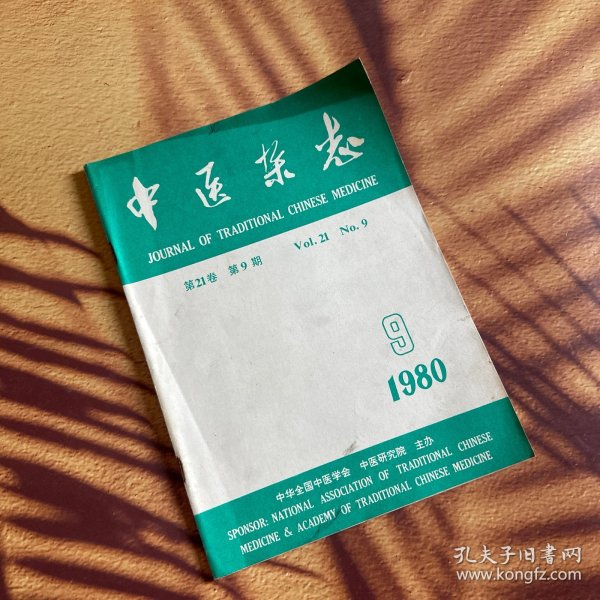 中医杂志
JOURNAL OF TRADITIONAL CHINESE MEDICINE
第21卷 第9期 Vol. 21 No. 9
9
1980
中华全国中医学会 中医研究院 主办
SPONSOR: NATIONAL ASSOCIATION OF TRADITIONAL CHINESE
MEDICINE & ACADEMY OF TRADITIONAL CHINESE MEDICINE
孔夫子旧書网
www.kongfz.com